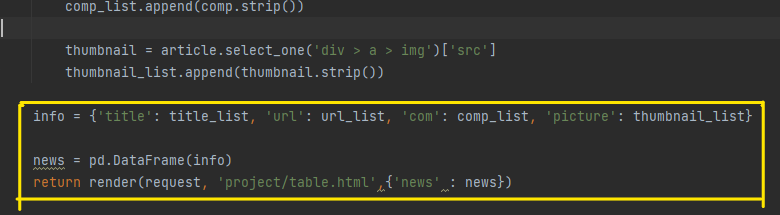 comp_list.append(comp.strip())
thumbnail = article.select_one('div > a > img')['src']
thumbnail_list.append(thumbnail.strip())
info = {'title': title_list, 'url': url_list, 'com': comp_list, 'picture': thumbnail_list}
news = pd.DataFrame(info)
return render(request, 'project/table.html',{'news' : news})